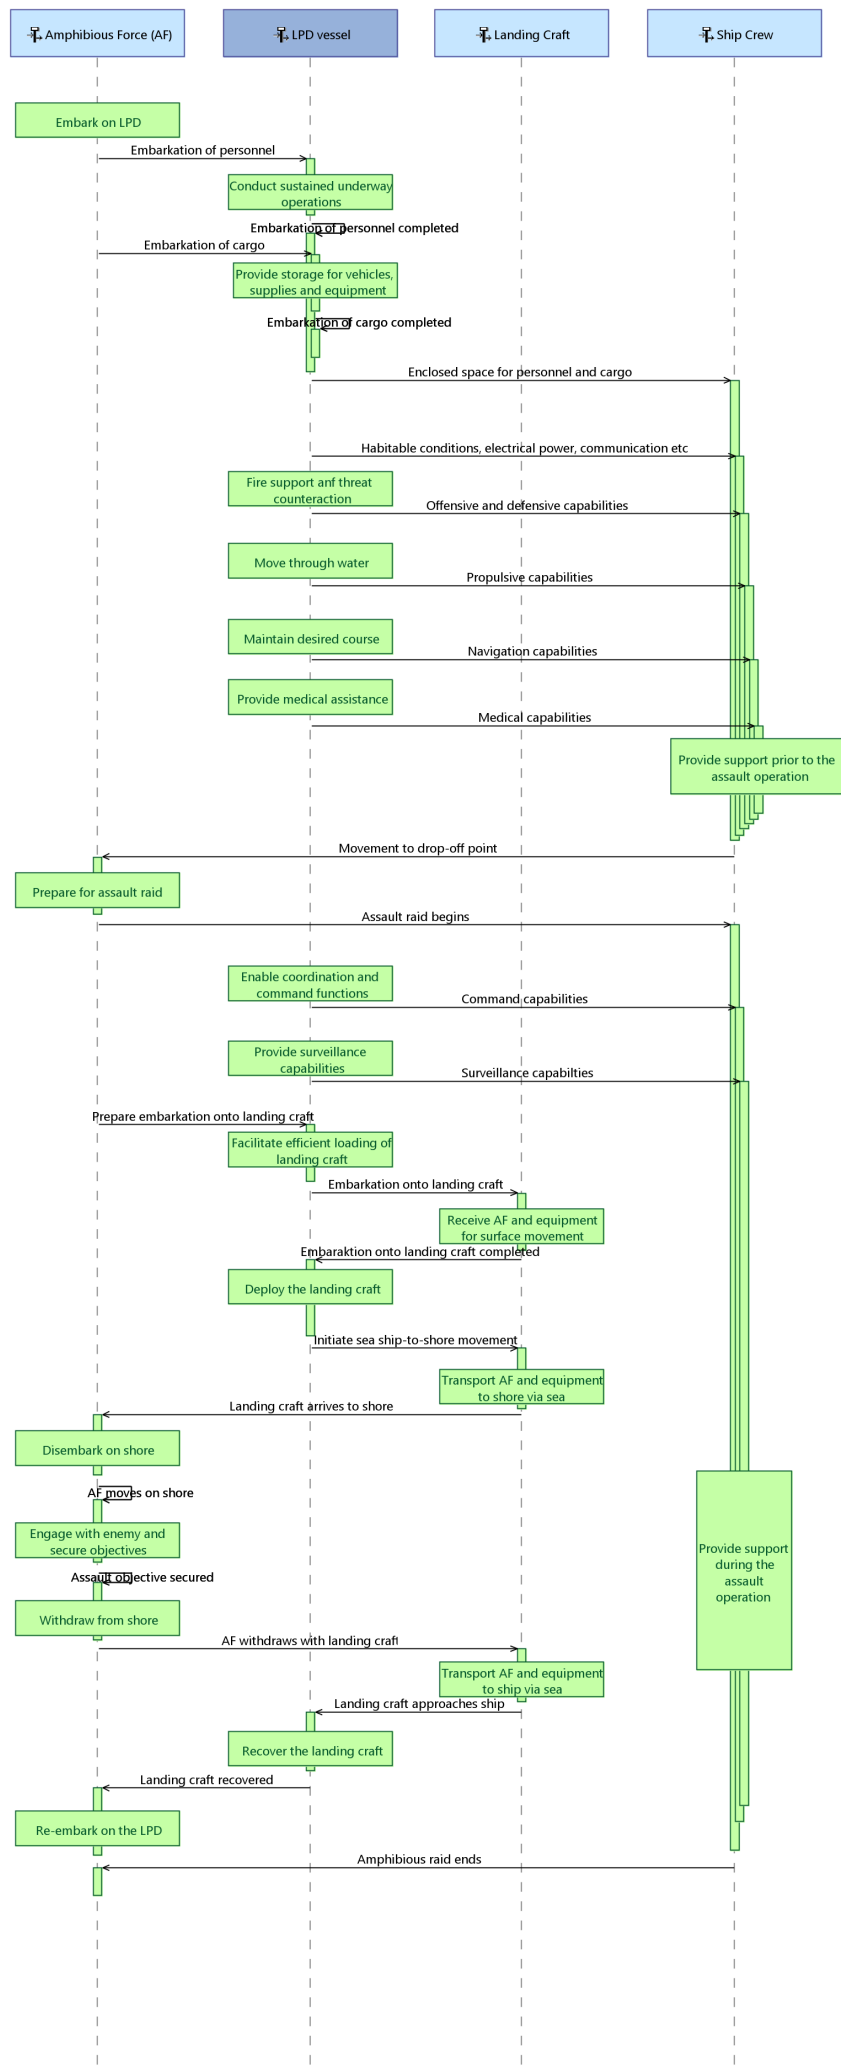 Amphibious Force (AF)
LPD vessel
Landing Craft
Ship Crew
Embark on LPD
Embarkation of personnel
Conduct sustained underway
operations
Embarkation of personnel completed
Embarkation of cargo
Provide storage for vehicles,
supplies and equipment
Embarkation of cargo completed
Enclosed space for personnel and cargo
Habitable conditions, electrical power, communication etc
Fire support anf threat
counteraction
Offensive and defensive capabilities
Move through water
Propulsive capabilities
Maintain desired course
Navigation capabilities
Provide medical assistance
Medical capabilities
Provide support prior to the
assault operation
Movement to drop-off point
Prepare for assault raid
Assault raid begins
Enable coordination and
command functions
Command capabilities
Provide surveillance
capabilities
Surveillance capabilties
Prepare embarkation onto landing craft
Facilitate efficient loading of
landing craft
Embarkation onto landing craft
Receive AF and equipment
for surface movement
Embaraktion onto landing craft completed
Deploy the landing craft
Initiate sea ship-to-shore movement
Transport AF and equipment
to shore via sea
Landing craft arrives to shore
Disembark on shore
AF moves on shore
Engage with enemy and
secure objectives
Provide support
during the
assault
operation
Assault objective secured
Withdraw from shore
AF withdraws with landing craft
Transport AF and equipment
to ship via sea
Landing craft approaches ship
Recover the landing craft
Landing craft recovered
Re-embark on the LPD
Amphibious raid ends